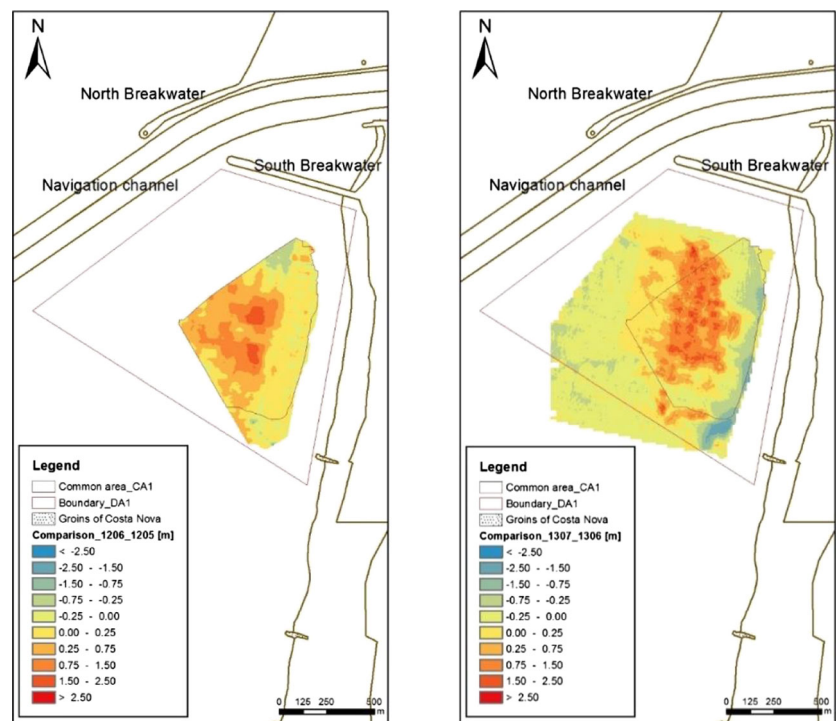 N
North Breakwater
South Breakwater
Navigation channel
Legend
Common area_CA1
Boundary_DA1
Groins of Costa Nova
Comparison_1206_1205 [m]
< -2.50
-2.50 - -1.50
-1.50 - -0.75
-0.75 - -0.25
-0.25 - 0.00
0.00 - 0.25
0.25 - 0.75
0.75 - 1.50
1.50 - 2.50
> 2.50
0 125 250 500
m
N
North Breakwater
South Breakwater
Navigation channel
Legend
Common area_CA1
Boundary_DA1
Groins of Costa Nova
Comparison_1307_1306 [m]
< -2.50
-2.50 - -1.50
-1.50 - -0.75
-0.75 - -0.25
-0.25 - 0.00
0.00 - 0.25
0.25 - 0.75
0.75 - 1.50
1.50 - 2.50
> 2.50
0 125 250 500
m